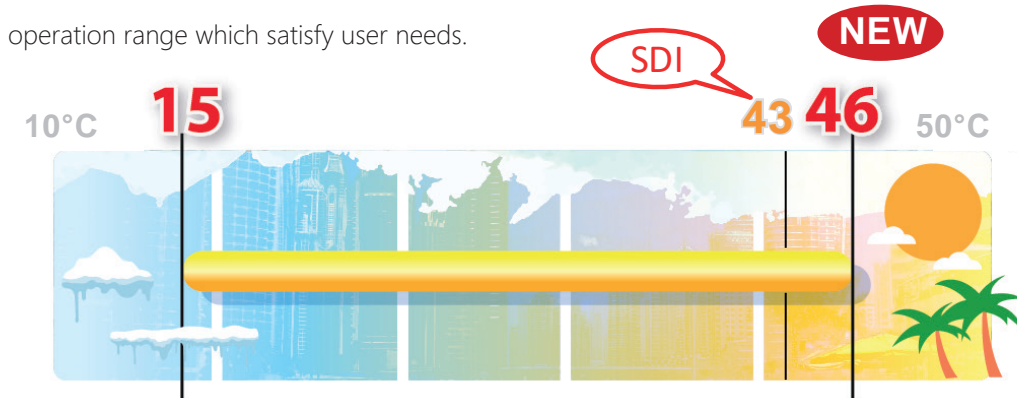 operation range which satisfy user needs.
NEW
SDI
10°C 15 43 46 50°C